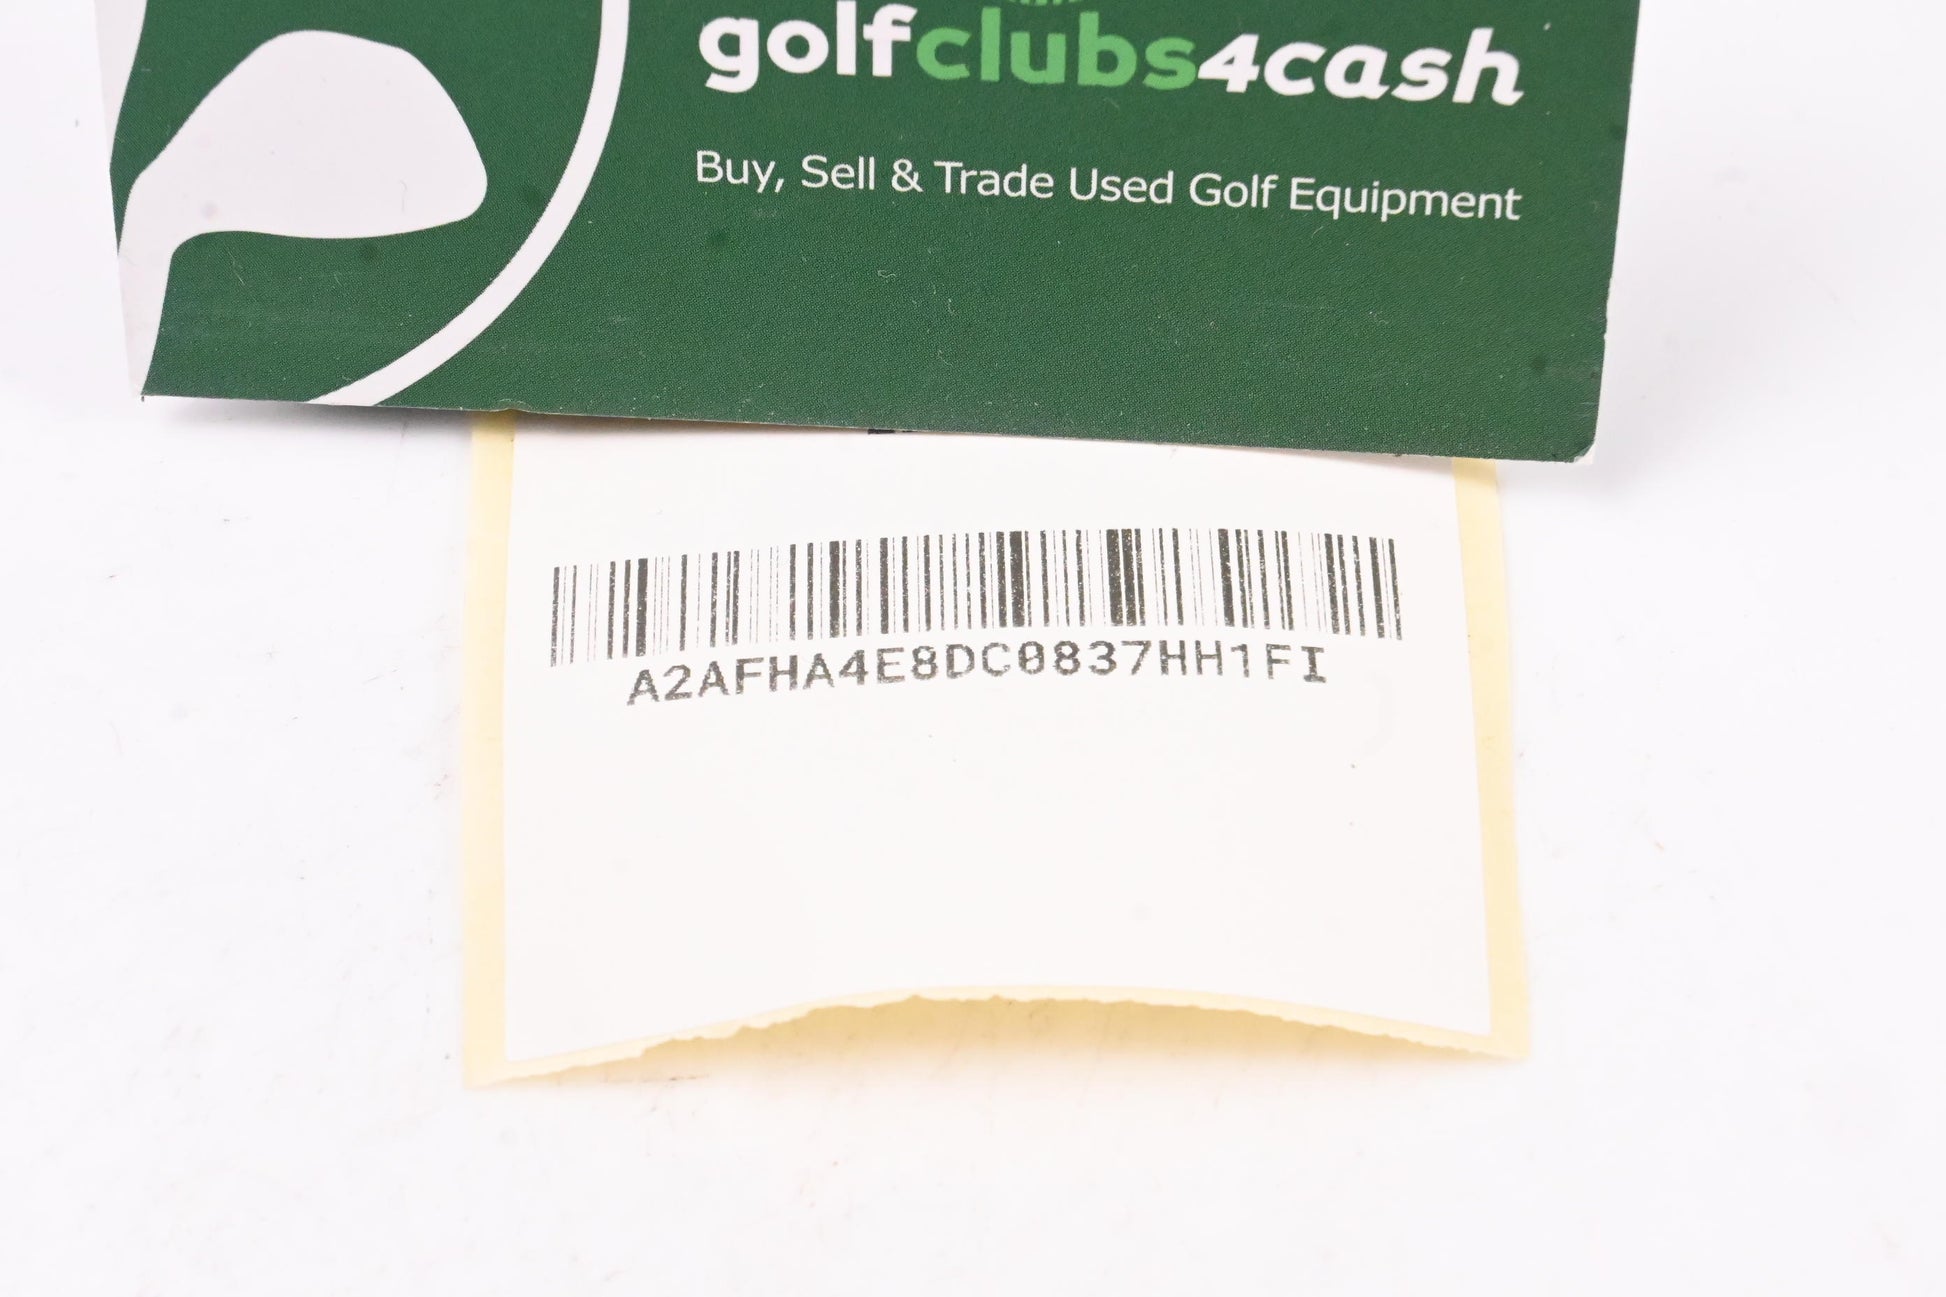 golfclubs4cash
Buy, Sell & Trade Used Golf Equipment
A2AFHA4E8DC0837HH1FI